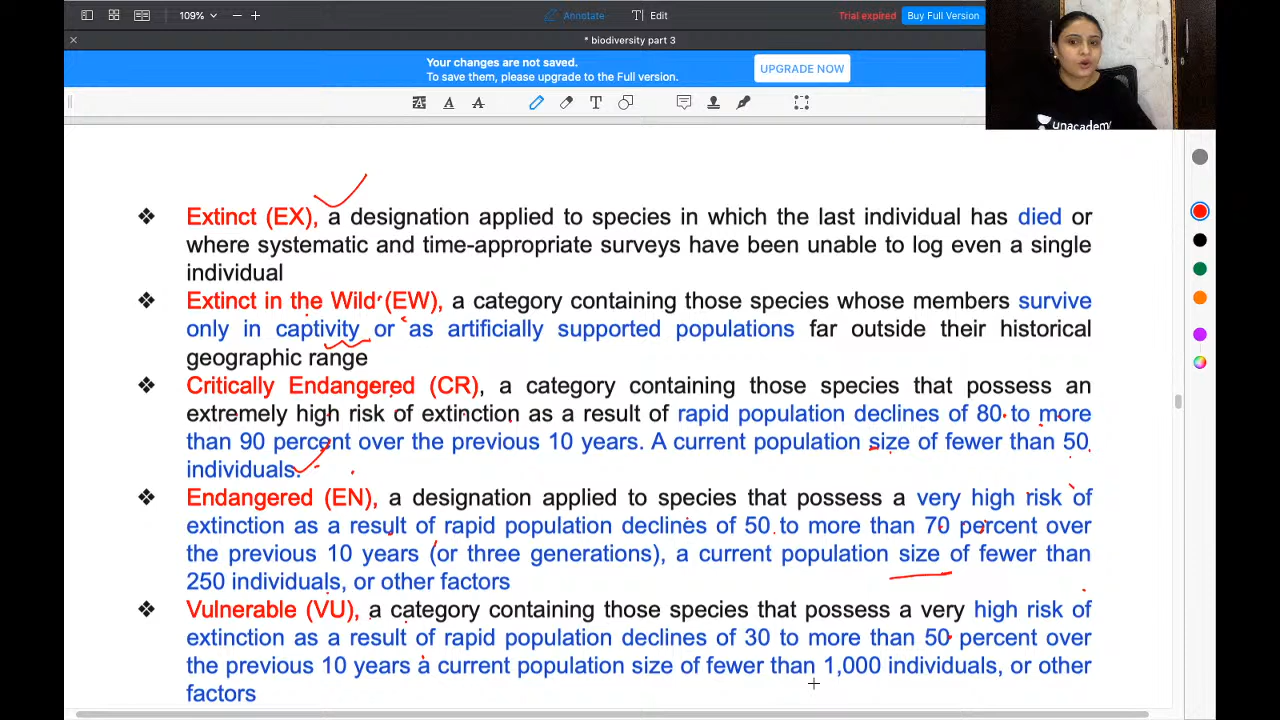 109%
Annotate
Edit
Trial expired
Buy Full Version
* biodiversity part 3
Your changes are not saved.
To save them, please upgrade to the Full version.
UPGRADE NOW
unacademy
Extinct (EX), a designation applied to species in which the last individual has died or
where systematic and time-appropriate surveys have been unable to log even a single
individual
Extinct in the Wild (EW), a category containing those species whose members survive
only in captivity or as artificially supported populations far outside their historical
geographic range
Critically Endangered (CR), a category containing those species that possess an
extremely high risk of extinction as a result of rapid population declines of 80 to more
than 90 percent over the previous 10 years. A current population size of fewer than 50
individuals.
Endangered (EN), a designation applied to species that possess a very high risk of
extinction as a result of rapid population declines of 50 to more than 70 percent over
the previous 10 years (or three generations), a current population size of fewer than
250 individuals, or other factors
Vulnerable (VU), a category containing those species that possess a very high risk of
extinction as a result of rapid population declines of 30 to more than 50 percent over
the previous 10 years a current population size of fewer than 1,000 individuals, or other
factors